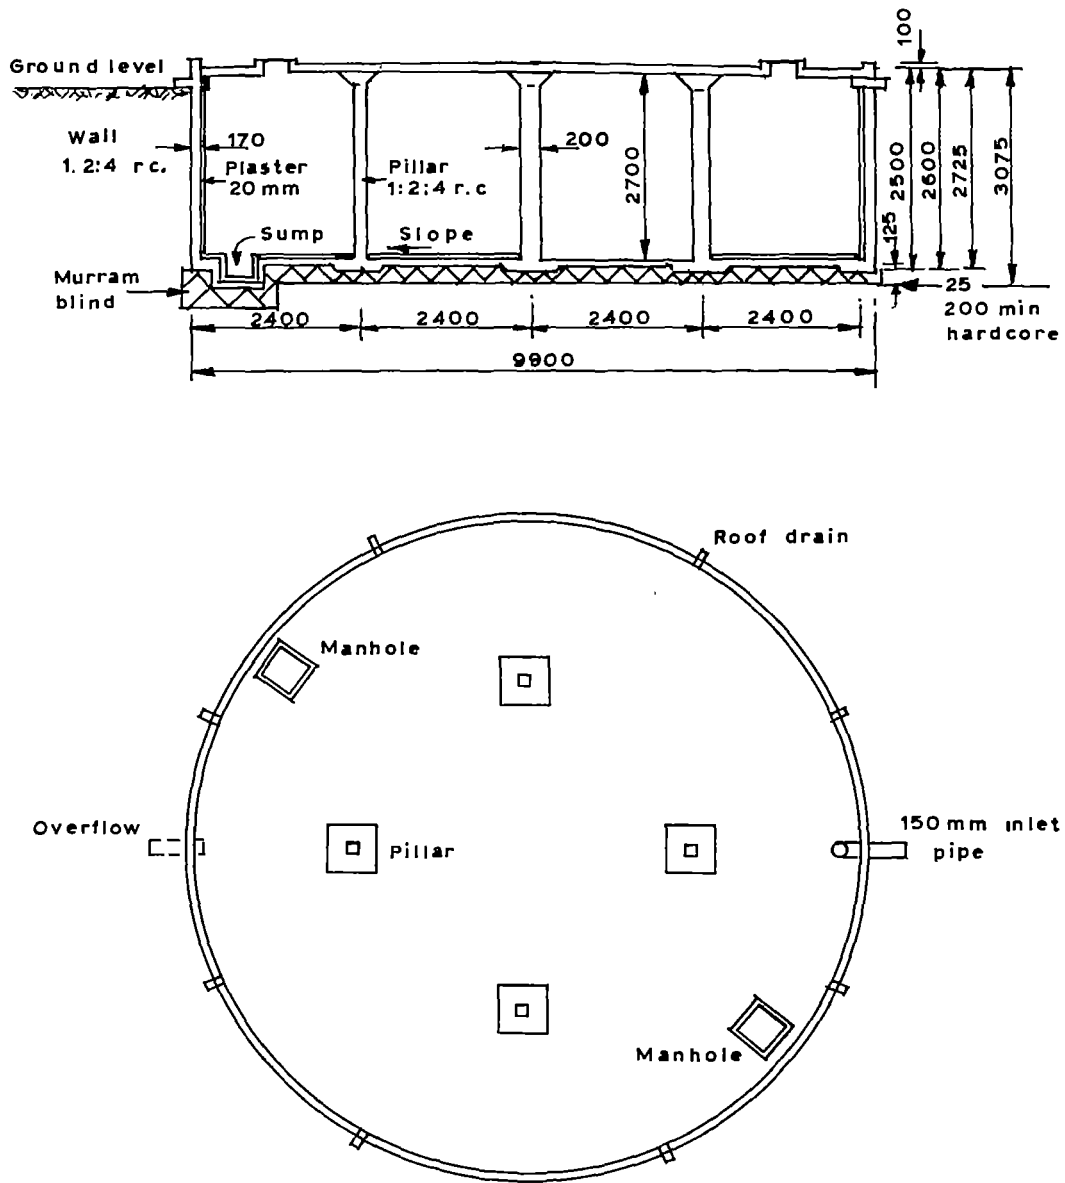 100
Ground level
Wall
1.2:4 r.c.
170
Plaster
20 mm
Pillar
1:2:4 r.c
200
2700
2500
2600
2725
3075
125
Sump
Slope
Murram
blind
25
200 min
hardcore
2400
2400
2400
2400
9800
Roof drain
Manhole
Overflow
Pillar
150 mm inlet
pipe
Manhole